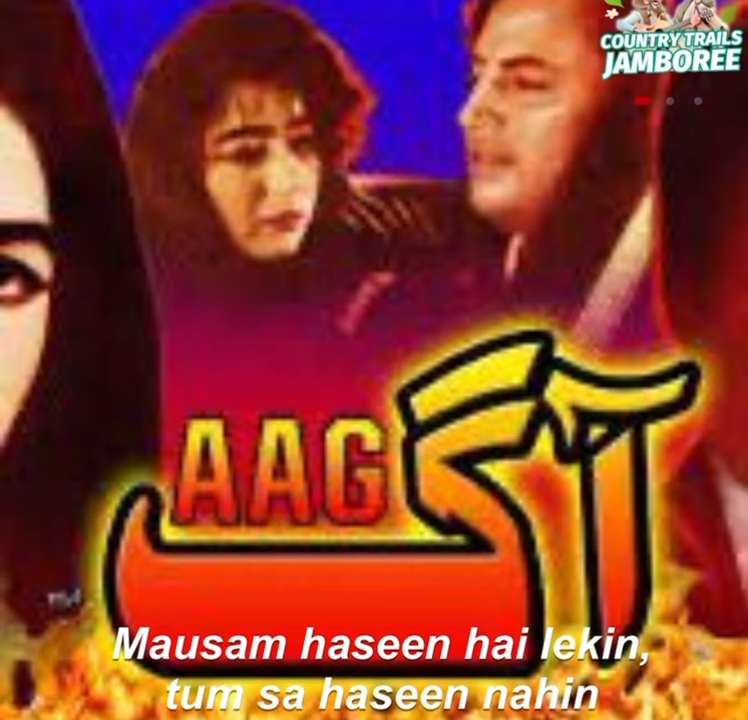 COUNTRY TRAILS
JAMBOREE
AAG
آگ
Mausam haseen hai lekin,
tum sa haseen nahin